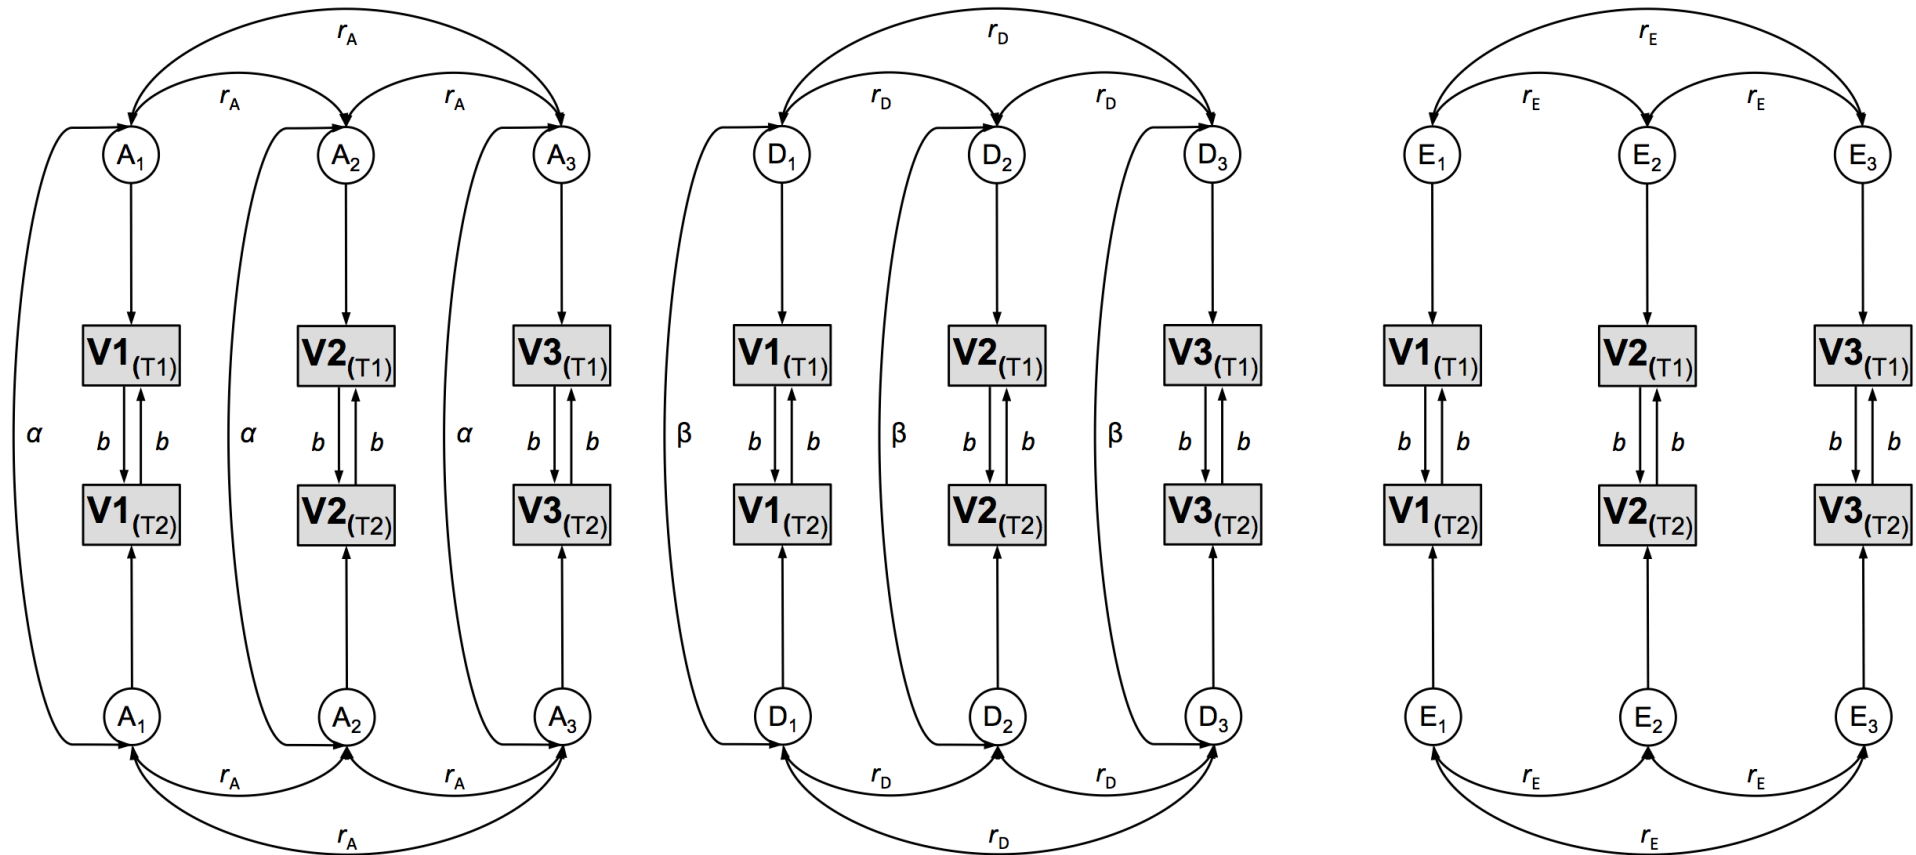 rA rD rE
rA rA rD rD rE rE
A1 A2 A3 D1 D2 D3 E1 E2 E3
V1(T1) V2(T1) V3(T1) V1(T1) V2(T1) V3(T1) V1(T1) V2(T1) V3(T1)
α b b α b b α b b β b b β b b β b b b b b b b b
V1(T2) V2(T2) V3(T2) V1(T2) V2(T2) V3(T2) V1(T2) V2(T2) V3(T2)
A1 A2 A3 D1 D2 D3 E1 E2 E3
rA rA rD rD rE rE
rA rD rE